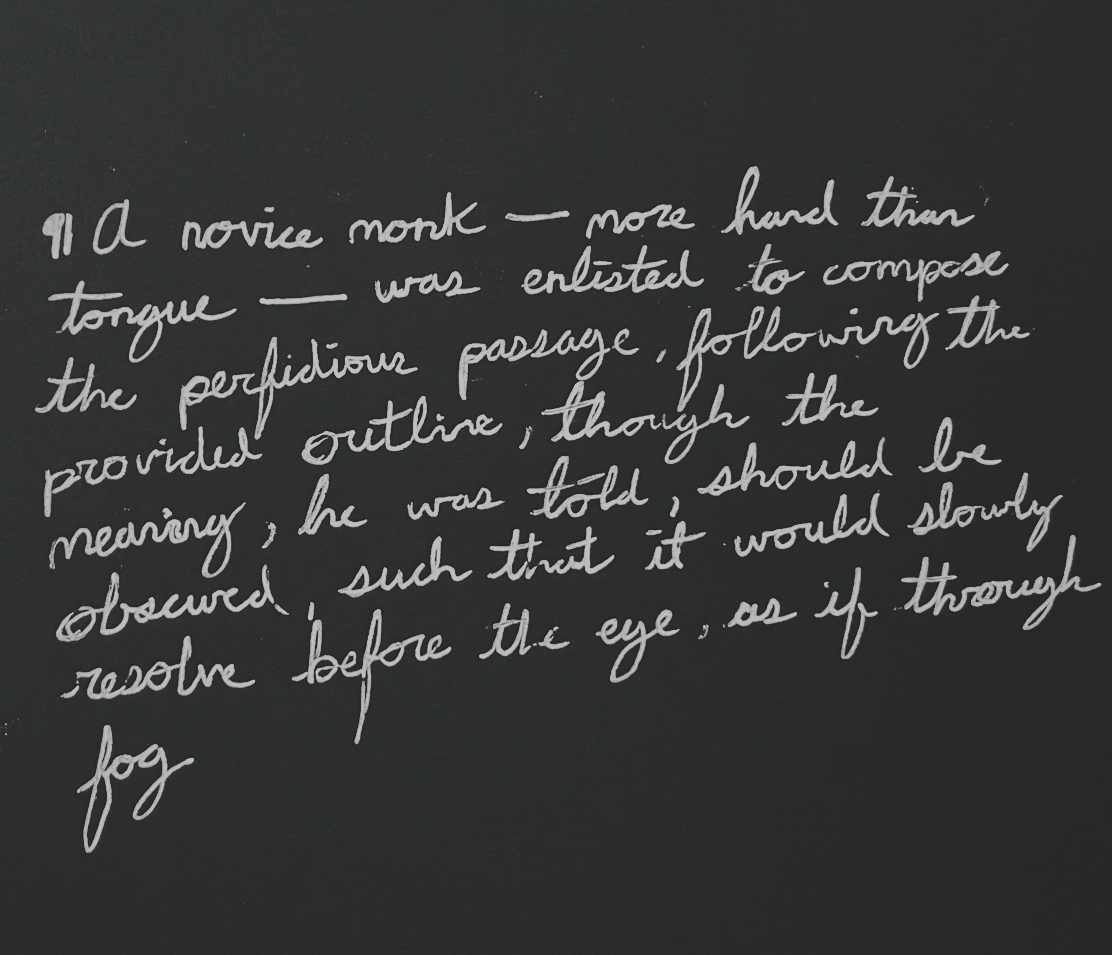 ¶ A novice monk — more hand than
tongue — was enlisted to compose
the perfidious passage, following the
provided outline, though the
meaning, he was told, should be
obscured, such that it would slowly
resolve before the eye, as if through
fog